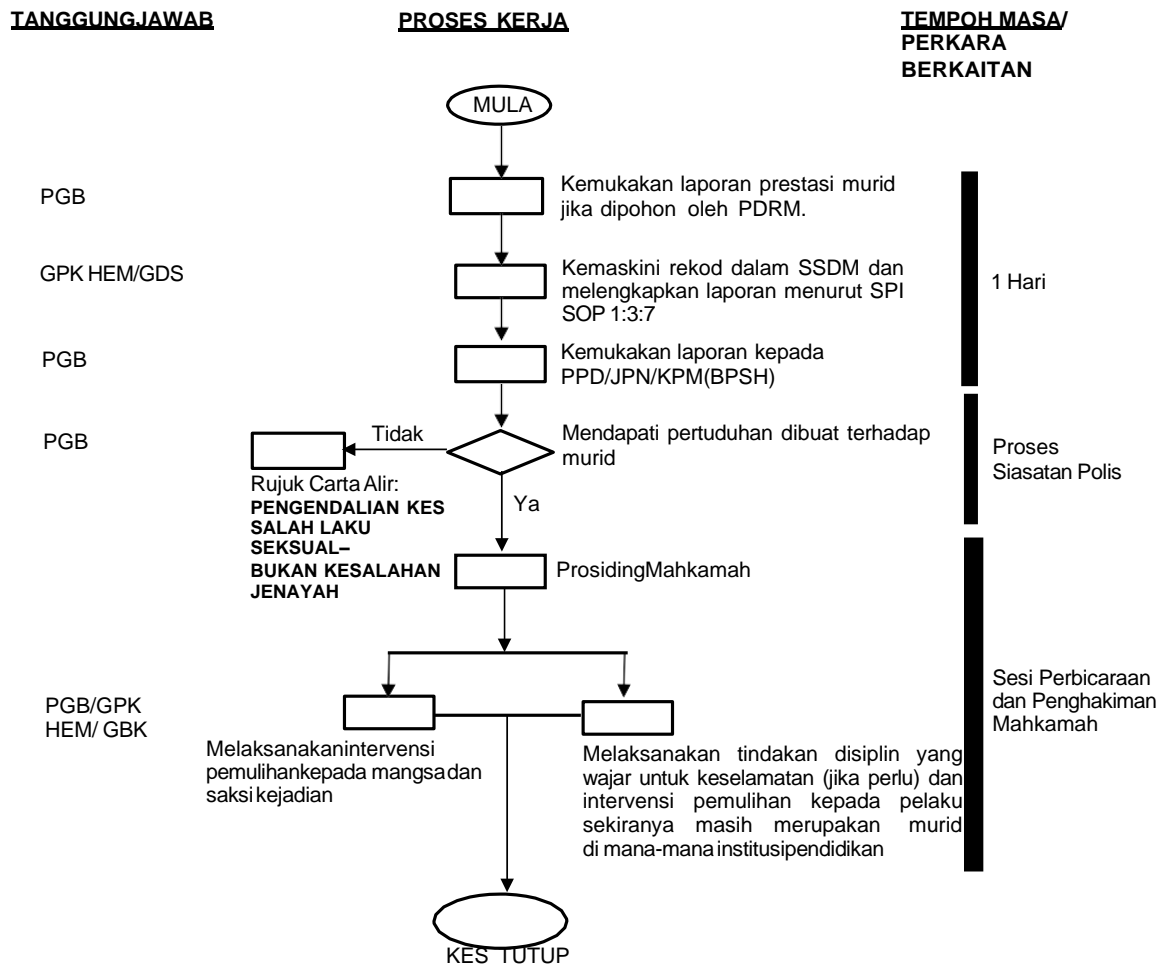 TANGGUNGJAWAB
PROSES KERJA
TEMPOH MASA/
PERKARA
BERKAITAN
MULA
PGB
Kemukakan laporan prestasi murid
jika dipohon oleh PDRM.
GPK HEM/GDS
Kemaskini rekod dalam SSDM dan
melengkapkan laporan menurut SPI
SOP 1:3:7
1 Hari
PGB
Kemukakan laporan kepada
PPD/JPN/KPM(BPSH)
PGB
Tidak
Mendapati pertuduhan dibuat terhadap
murid
Proses
Siasatan Polis
Rujuk Carta Alir:
PENGENDALIAN KES
SALAH LAKU
SEKSUAL–
BUKAN KESALAHAN
JENAYAH
Ya
ProsidingMahkamah
PGB/GPK
HEM/ GBK
Sesi Perbicaraan
dan Penghakiman
Mahkamah
Melaksanakanintervensi
pemulihankepada mangsadan
saksi kejadian
Melaksanakan tindakan disiplin yang
wajar untuk keselamatan (jika perlu) dan
intervensi pemulihan kepada pelaku
sekiranya masih merupakan murid
di mana-mana institusipendidikan
KES TUTUP